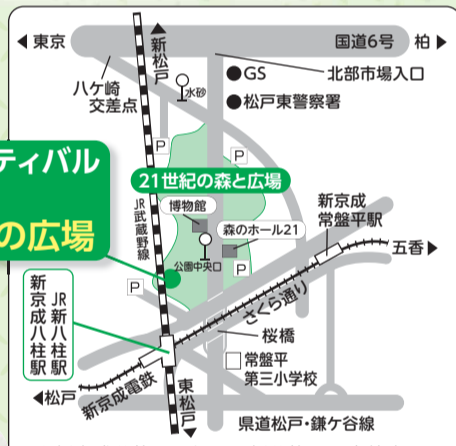 ◀東京
新松戸
国道6号
柏▶
八ケ崎
交差点
水砂
●GS
北部市場入口
●松戸東警察署
P
P
ティバル
の広場
21世紀の森と広場
博物館
森のホール21
公園中央口
JR武蔵野線
新京成
常盤平駅
五香▶
P
P
さくら通り
JR新八柱駅
新京成八柱駅
桜橋
常盤平
第三小学校
新京成電鉄
◀松戸
東松戸
県道松戸・鎌ケ谷線